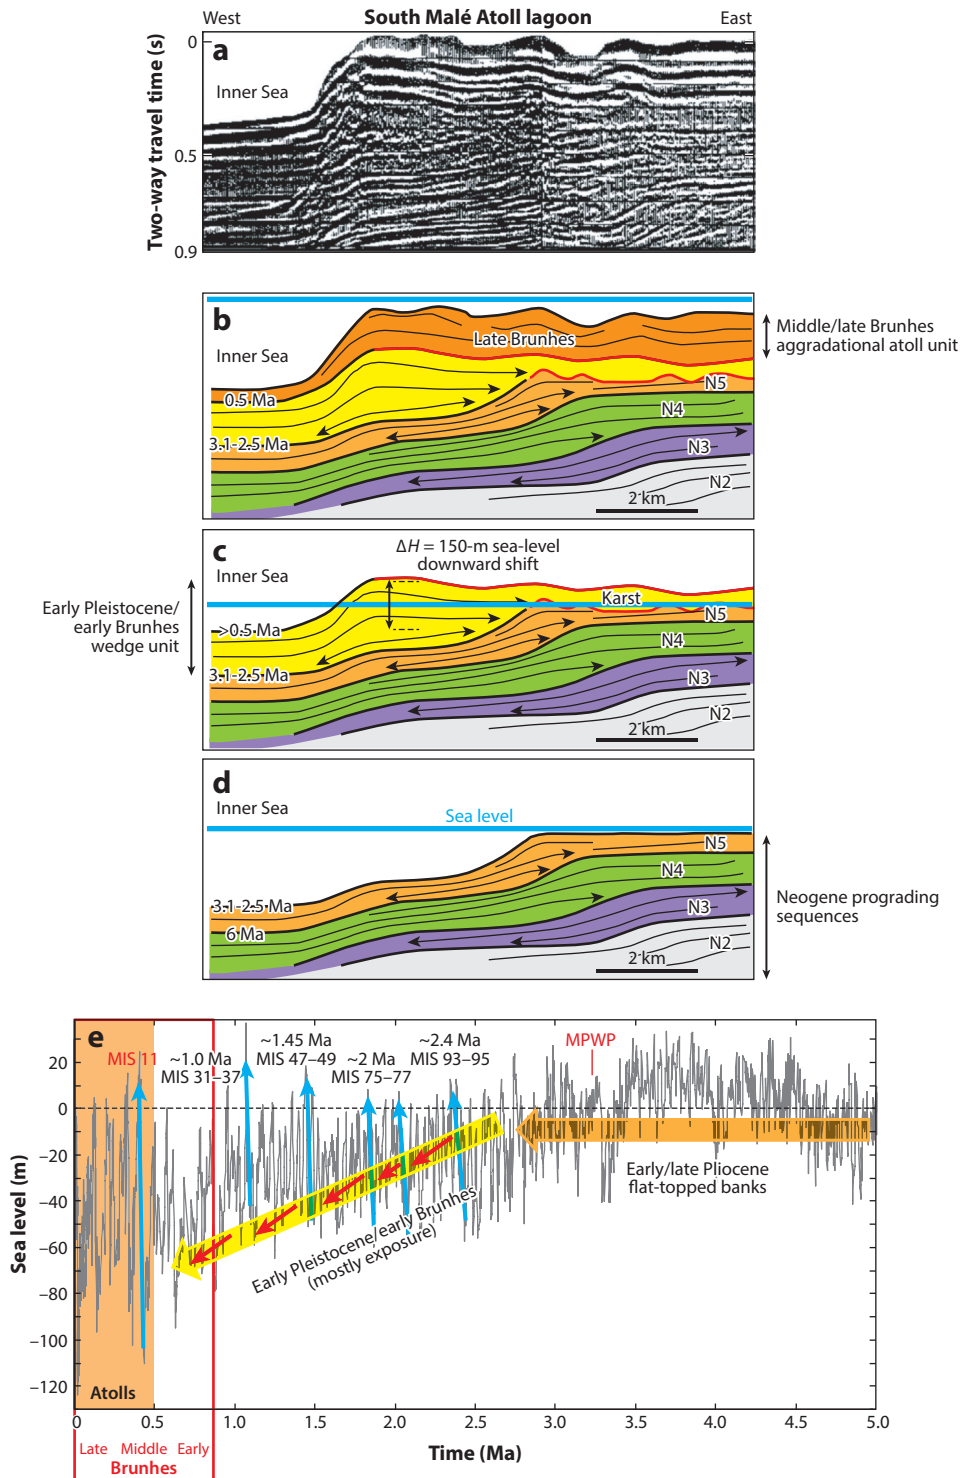 West
South Malé Atoll lagoon
East
a
Two-way travel time (s)
0
0.5
0.9
Inner Sea
b
Inner Sea
Late Brunhes
Middle/late Brunhes
aggradational atoll unit
0.5 Ma
3.1-2.5 Ma
N5
N4
N3
N2
2 km
c
Inner Sea
ΔH = 150-m sea-level
downward shift
Early Pleistocene/
early Brunhes
wedge unit
Karst
>0.5 Ma
3.1-2.5 Ma
N5
N4
N3
N2
2 km
d
Inner Sea
Sea level
3.1-2.5 Ma
6 Ma
N5
N4
N3
N2
2 km
Neogene prograding
sequences
e
MIS 11
~1.0 Ma
MIS 31–37
~1.45 Ma
MIS 47–49
~2 Ma
MIS 75–77
~2.4 Ma
MIS 93–95
MPWP
Early/late Pliocene
flat-topped banks
Early Pleistocene/early Brunhes
(mostly exposure)
Sea level (m)
20
0
–20
–40
–60
–80
–100
–120
Atolls
0
0.5
1.0
1.5
2.0
2.5
3.0
3.5
4.0
4.5
5.0
Late
Middle
Early
Brunhes
Time (Ma)